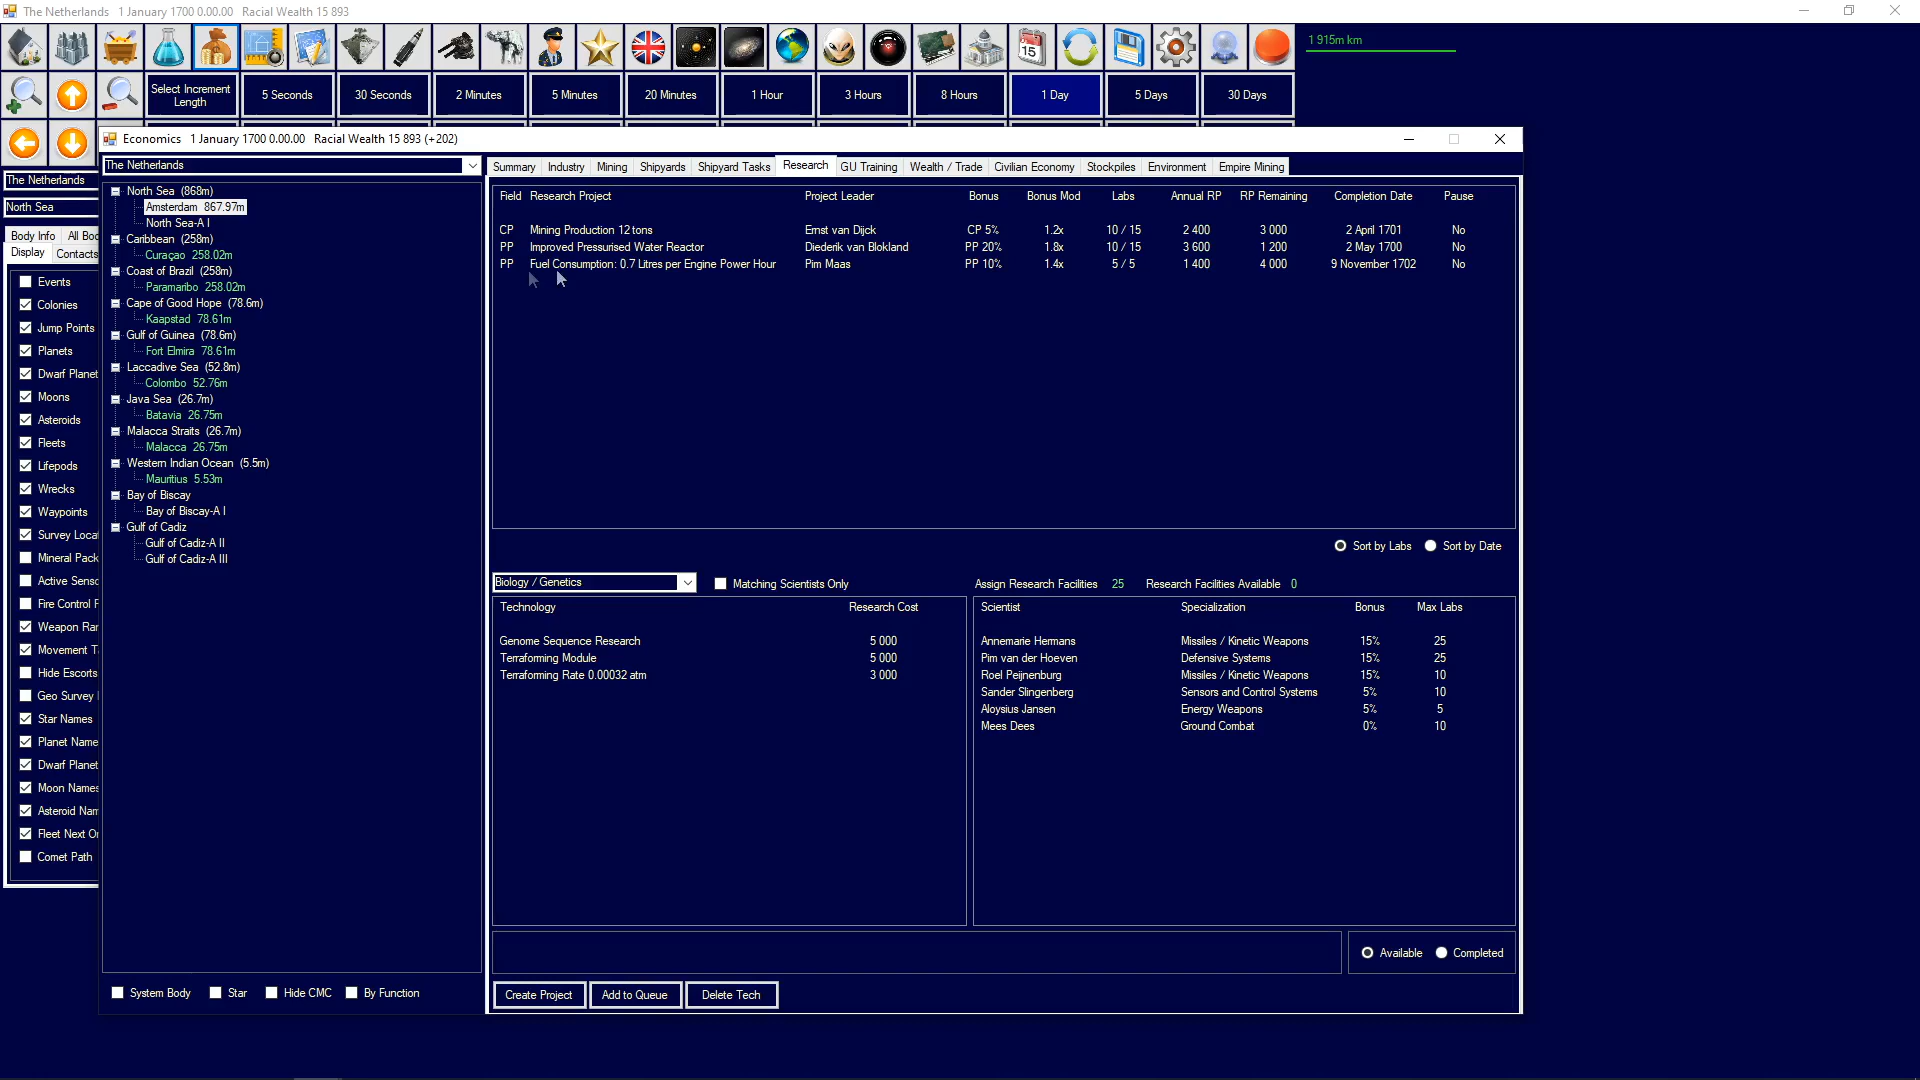 The Netherlands 1 January 1700 0.00.00 Racial Wealth 15 893
1 915m km
15
Select Increment Length
5 Seconds
30 Seconds
2 Minutes
5 Minutes
20 Minutes
1 Hour
3 Hours
8 Hours
1 Day
5 Days
30 Days
Economics 1 January 1700 0.00.00 Racial Wealth 15 893 (+202)
The Netherlands
North Sea
Body Info All Bod
Display Contacts
Events
Colonies
Jump Points
Planets
Dwarf Planet
Moons
Asteroids
Fleets
Lifepods
Wrecks
Waypoints
Survey Locat
Mineral Pack
Active Senso
Fire Control F
Weapon Ran
Movement T
Hide Escorts
Geo Survey
Star Names
Planet Name
Dwarf Planet
Moon Names
Asteroid Nam
Fleet Next Or
Comet Path
The Netherlands
North Sea (868m)
Amsterdam 867.97m
North Sea-A I
Caribbean (258m)
Curaçao 258.02m
Coast of Brazil (258m)
Paramaribo 258.02m
Cape of Good Hope (78.6m)
Kaapstad 78.61m
Gulf of Guinea (78.6m)
Fort Elmira 78.61m
Laccadive Sea (52.8m)
Colombo 52.76m
Java Sea (26.7m)
Batavia 26.75m
Malacca Straits (26.7m)
Malacca 26.75m
Western Indian Ocean (5.5m)
Mauritius 5.53m
Bay of Biscay
Bay of Biscay-A I
Gulf of Cadiz
Gulf of Cadiz-A II
Gulf of Cadiz-A III
System Body Star Hide CMC By Function
Summary Industry Mining Shipyards Shipyard Tasks Research GU Training Wealth / Trade Civilian Economy Stockpiles Environment Empire Mining
Field Research Project Project Leader Bonus Bonus Mod Labs Annual RP RP Remaining Completion Date Pause
CP Mining Production 12 tons Ernst van Dijck CP 5% 1.2x 10 / 15 2 400 3 000 2 April 1701 No
PP Improved Pressurised Water Reactor Diederik van Blokland PP 20% 1.8x 10 / 15 3 600 1 200 2 May 1700 No
PP Fuel Consumption: 0.7 Litres per Engine Power Hour Pim Maas PP 10% 1.4x 5 / 5 1 400 4 000 9 November 1702 No
Sort by Labs Sort by Date
Biology / Genetics Matching Scientists Only Assign Research Facilities 25 Research Facilities Available 0
Technology Research Cost
Genome Sequence Research 5 000
Terraforming Module 5 000
Terraforming Rate 0.00032 atm 3 000
Scientist Specialization Bonus Max Labs
Annemarie Hermans Missiles / Kinetic Weapons 15% 25
Pim van der Hoeven Defensive Systems 15% 25
Roel Peijnenburg Missiles / Kinetic Weapons 15% 10
Sander Slingenberg Sensors and Control Systems 5% 10
Aloysius Jansen Energy Weapons 5% 5
Mees Dees Ground Combat 0% 10
Available Completed
Create Project Add to Queue Delete Tech